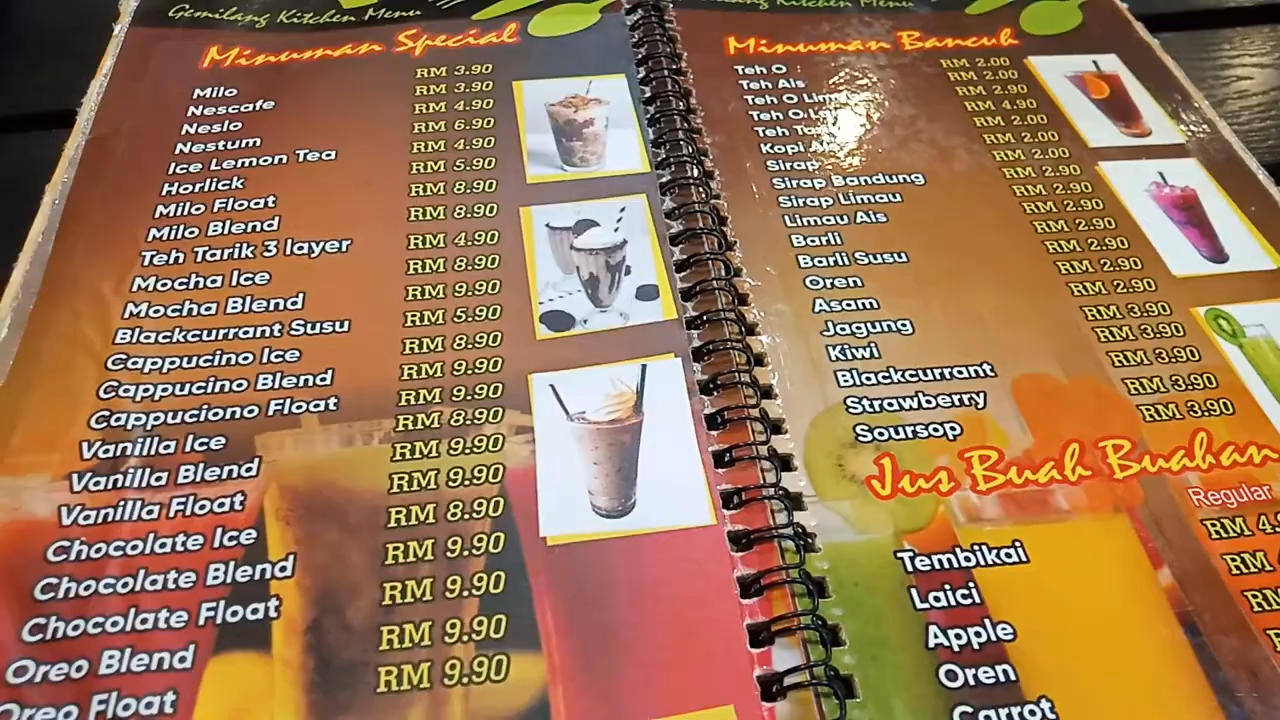 Gemilang Kitchen Menu
Minuman Special
Milo RM 3.90
Nescafe RM 3.90
Neslo RM 4.90
Nestum RM 6.90
Ice Lemon Tea RM 4.90
Horlick RM 5.90
Milo Float RM 8.90
Milo Blend RM 8.90
Teh Tarik 3 layer RM 4.90
Mocha Ice RM 8.90
Mocha Blend RM 9.90
Blackcurrant Susu RM 5.90
Cappucino Ice RM 8.90
Cappucino Blend RM 9.90
Cappuciono Float RM 9.90
Vanilla Ice RM 8.90
Vanilla Blend RM 9.90
Vanilla Float RM 9.90
Chocolate Ice RM 8.90
Chocolate Blend RM 9.90
Chocolate Float RM 9.90
Oreo Blend RM 9.90
Oreo Float RM 9.90
Kitchen Menu
Minuman Bancuh
Teh O : RM 2.00
Teh Ais RM 2.00
Teh O RM 2.90
Teh O RM 4.90
Teh RM 2.00
Kopi RM 2.00
Sirap RM 2.00
Sirap Bandung RM 2.90
Sirap Limau RM 2.90
Limau Ais RM 2.90
Barli RM 2.90
Barli Susu RM 2.90
Oren RM 2.90
Asam RM 2.90
Jagung RM 3.90
Kiwi RM 3.90
Blackcurrant RM 3.90
Strawberry RM 3.90
Soursop RM 3.90
Jus Buah Buahan
Regular
Tembikai RM
Laici RM
Apple RM
Oren
Carrot